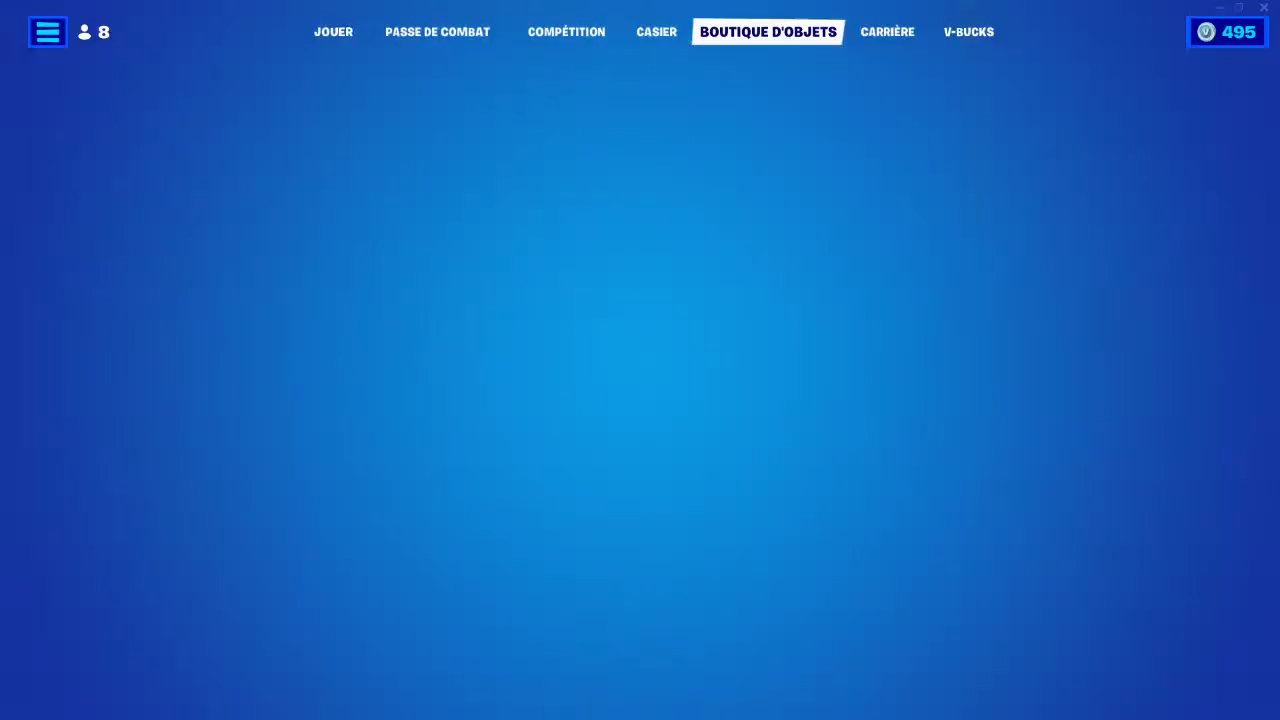 8
JOUER
PASSE DE COMBAT
COMPÉTITION
CASIER
BOUTIQUE D'OBJETS
CARRIÈRE
V-BUCKS
495